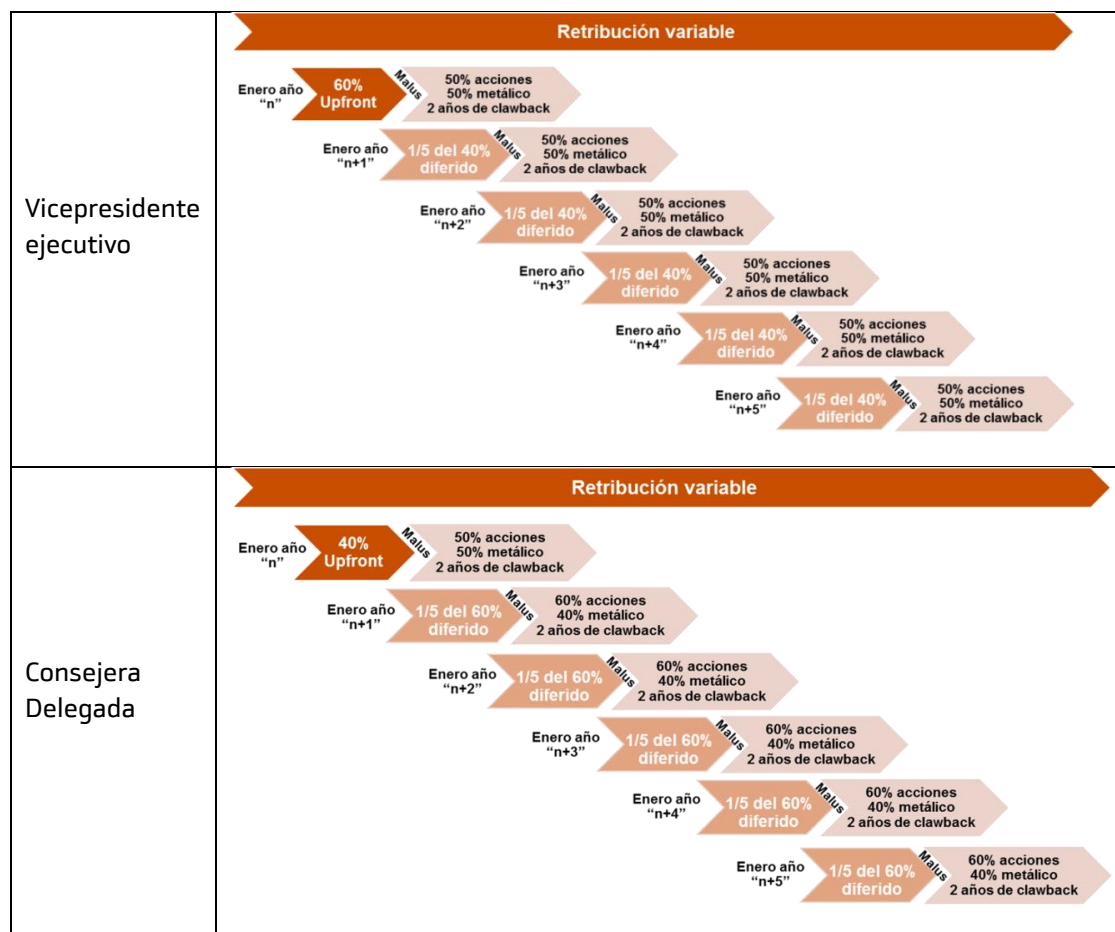 Vicepresidente
ejecutivo
Retribución variable
Enero año
“n”
60%
Upfront
Malus
50% acciones
50% metálico
2 años de clawback
Enero año
“n+1”
1/5 del 40%
diferido
Malus
50% acciones
50% metálico
2 años de clawback
Enero año
“n+2”
1/5 del 40%
diferido
Malus
50% acciones
50% metálico
2 años de clawback
Enero año
“n+3”
1/5 del 40%
diferido
Malus
50% acciones
50% metálico
2 años de clawback
Enero año
“n+4”
1/5 del 40%
diferido
Malus
50% acciones
50% metálico
2 años de clawback
Enero año
“n+5”
1/5 del 40%
diferido
Malus
50% acciones
50% metálico
2 años de clawback
Consejera
Delegada
Retribución variable
Enero año
“n”
40%
Upfront
Malus
50% acciones
50% metálico
2 años de clawback
Enero año
“n+1”
1/5 del 60%
diferido
Malus
60% acciones
40% metálico
2 años de clawback
Enero año
“n+2”
1/5 del 60%
diferido
Malus
60% acciones
40% metálico
2 años de clawback
Enero año
“n+3”
1/5 del 60%
diferido
Malus
60% acciones
40% metálico
2 años de clawback
Enero año
“n+4”
1/5 del 60%
diferido
Malus
60% acciones
40% metálico
2 años de clawback
Enero año
“n+5”
1/5 del 60%
diferido
Malus
60% acciones
40% metálico
2 años de clawback